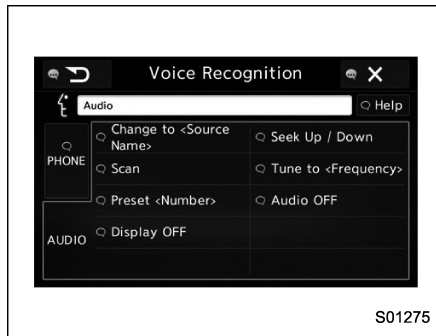 Voice Recognition
Audio
Help
PHONE
AUDIO
Change to <Source
Name>
Seek Up / Down
Scan
Tune to <Frequency>
Preset <Number>
Audio OFF
Display OFF
S01275